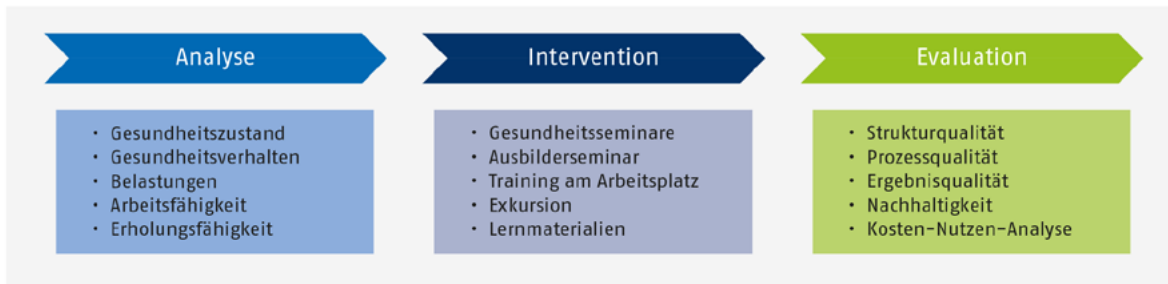 Analyse
· Gesundheitszustand
· Gesundheitsverhalten
· Belastungen
· Arbeitsfähigkeit
· Erholungsfähigkeit
Intervention
· Gesundheitsseminare
· Ausbilderseminar
· Training am Arbeitsplatz
· Exkursion
· Lernmaterialien
Evaluation
· Strukturqualität
· Prozessqualität
· Ergebnisqualität
· Nachhaltigkeit
· Kosten-Nutzen-Analyse